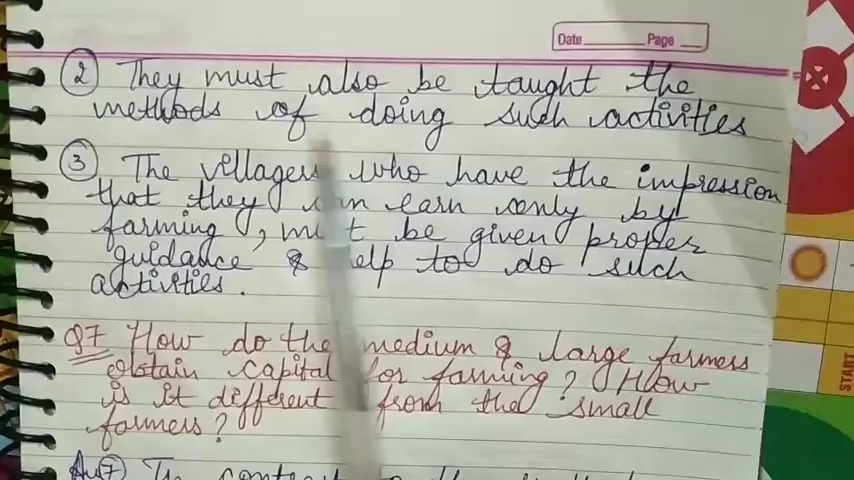 Date Page
② They must also be taught the
methods of doing such activities
③ The villagers who have the impression
that they can earn only by
farming, must be given proper
guidance & help to do such
activities.
Q7 How do the medium & large farmers
obtain capital for farming? How
is it different from the small
farmers?
Ans7
START